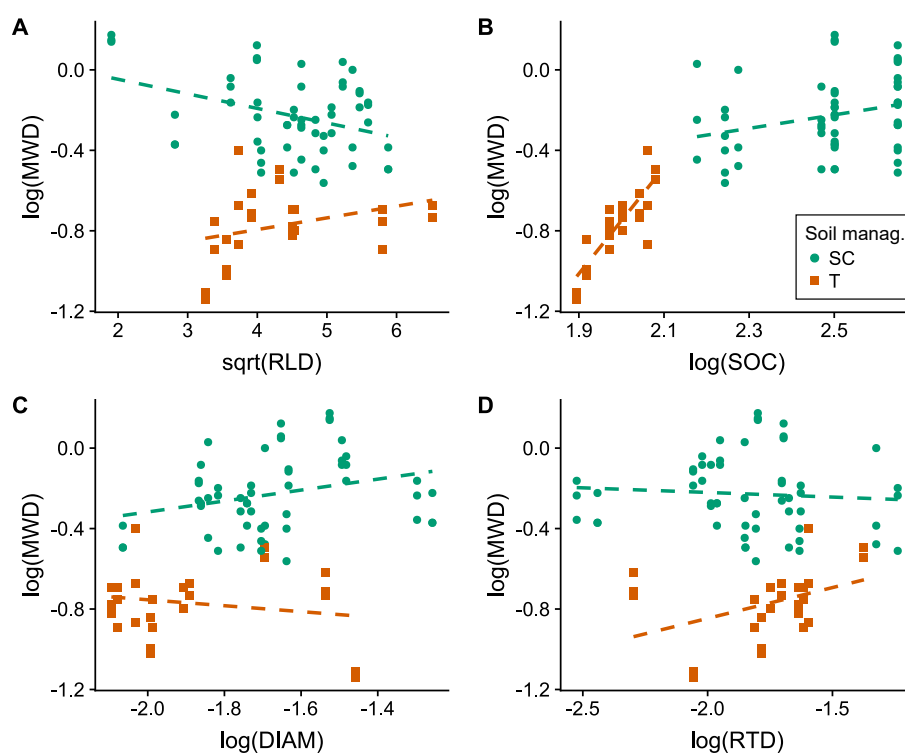 A
0.0
-0.4
-0.8
-1.2
log(MWD)
2 3 4 5 6
sqrt(RLD)
B
0.0
-0.4
-0.8
-1.2
log(MWD)
Soil manag.
SC
T
1.9 2.1 2.3 2.5
log(SOC)
C
0.0
-0.4
-0.8
-1.2
log(MWD)
-2.0 -1.8 -1.6 -1.4
log(DIAM)
D
0.0
-0.4
-0.8
-1.2
log(MWD)
-2.5 -2.0 -1.5
log(RTD)